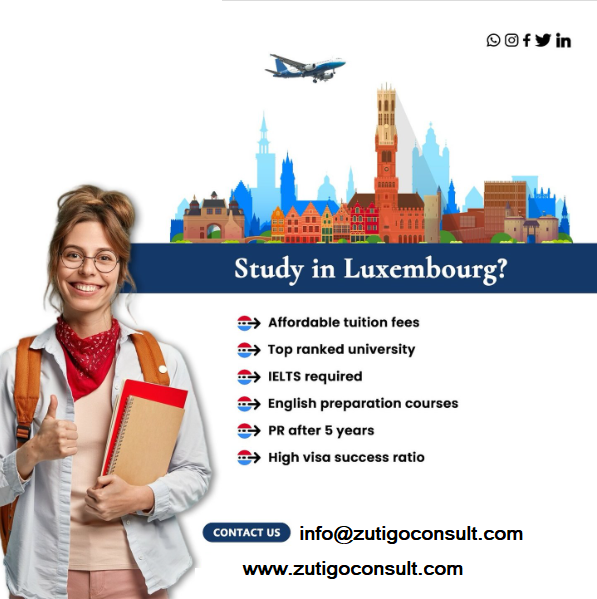 Study in Luxembourg?
Affordable tuition fees
Top ranked university
IELTS required
English preparation courses
PR after 5 years
High visa success ratio
CONTACT US info@zutigoconsult.com
www.zutigoconsult.com